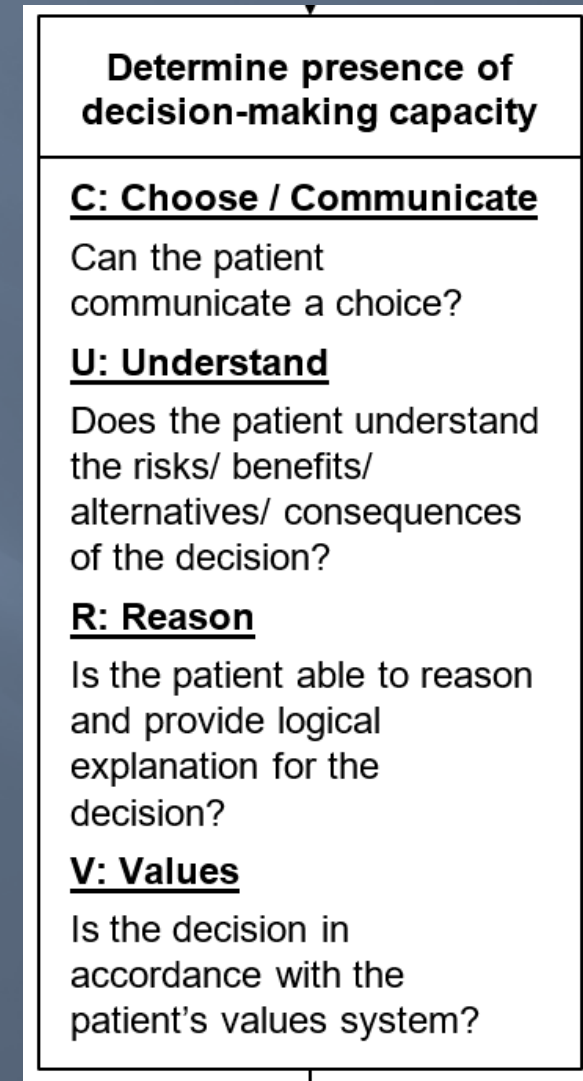 Determine presence of
decision-making capacity
C: Choose / Communicate
Can the patient
communicate a choice?
U: Understand
Does the patient understand
the risks/ benefits/
alternatives/ consequences
of the decision?
R: Reason
Is the patient able to reason
and provide logical
explanation for the
decision?
V: Values
Is the decision in
accordance with the
patient’s values system?